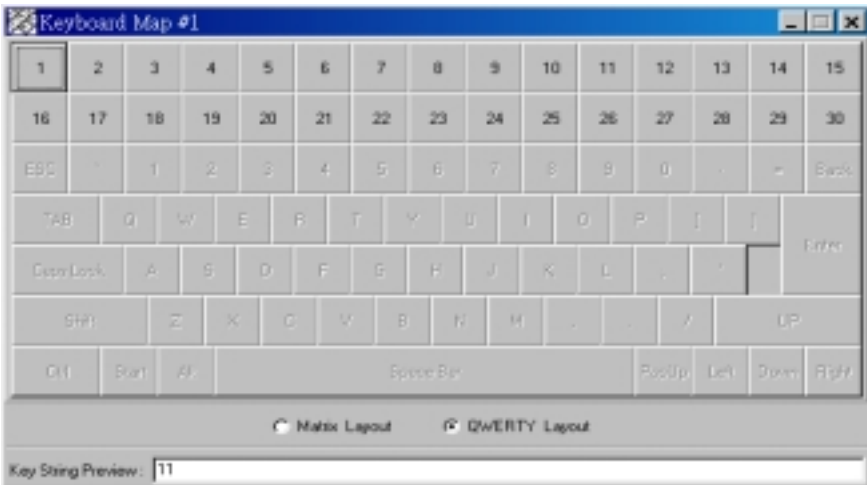 Keyboard Map #1
1 2 3 4 5 6 7 8 9 10 11 12 13 14 15
16 17 18 19 20 21 22 23 24 25 26 27 28 29 30
ESC ` 1 2 3 4 5 6 7 8 9 0 - = Back
TAB Q W E R T Y U I O P [ ]
Enter
Caps Lock A S D F G H J K L ; '
Shift Z X C V B N M , . / UP
Ctrl Start Alt Space Bar PageUp Left Down Right
Matrix Layout QWERTY Layout
Key String Preview : 11